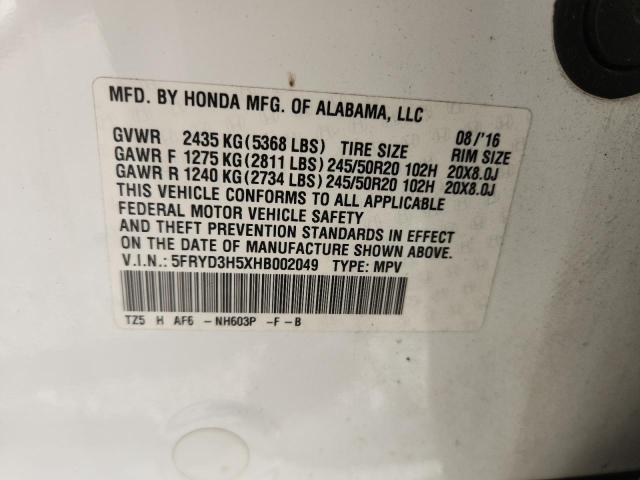 MFD. BY HONDA MFG. OF ALABAMA, LLC
08/'16
GVWR 2435 KG(5368 LBS) TIRE SIZE RIM SIZE
GAWR F 1275 KG(2811 LBS)245/50R20 102H 20X8.0J
GAWR R 1240 KG(2734 LBS)245/50R20 102H 20X8.0J
THIS VEHICLE CONFORMS TO ALL APPLICABLE
FEDERAL MOTOR VEHICLE SAFETY
AND THEFT PREVENTION STANDARDS IN EFFECT
ON THE DATE OF MANUFACTURE SHOWN ABOVE.
V.I.N.: 5FRYD3H5XHB002049 TYPE: MPV
TZ5 H AF6 -NH603P -F-B